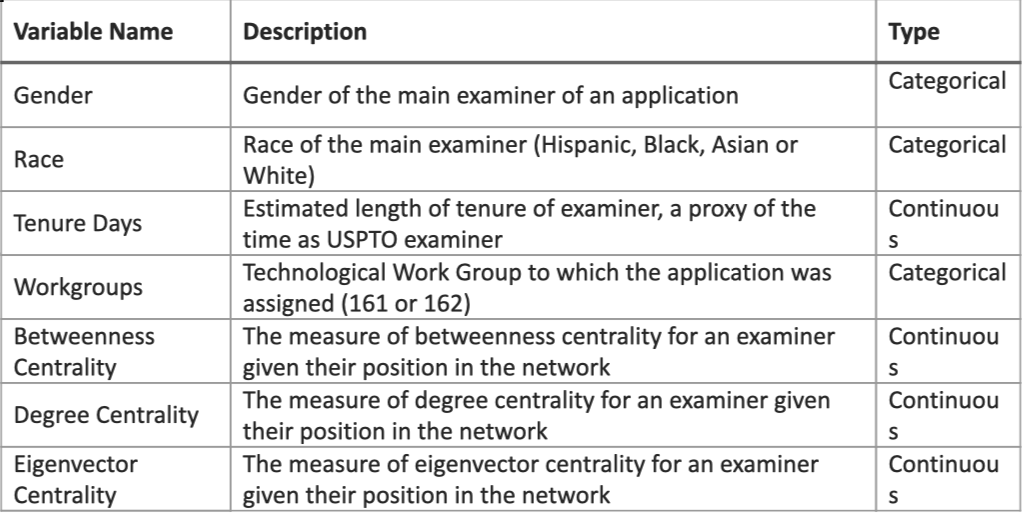 Variable Name Description Type
Gender Gender of the main examiner of an application Categorical
Race Race of the main examiner (Hispanic, Black, Asian or
White) Categorical
Tenure Days Estimated length of tenure of examiner, a proxy of the
time as USPTO examiner Continuou
s
Workgroups Technological Work Group to which the application was
assigned (161 or 162) Categorical
Betweenness
Centrality The measure of betweenness centrality for an examiner
given their position in the network Continuou
s
Degree Centrality The measure of degree centrality for an examiner given
their position in the network Continuou
s
Eigenvector
Centrality The measure of eigenvector centrality for an examiner
given their position in the network Continuou
s